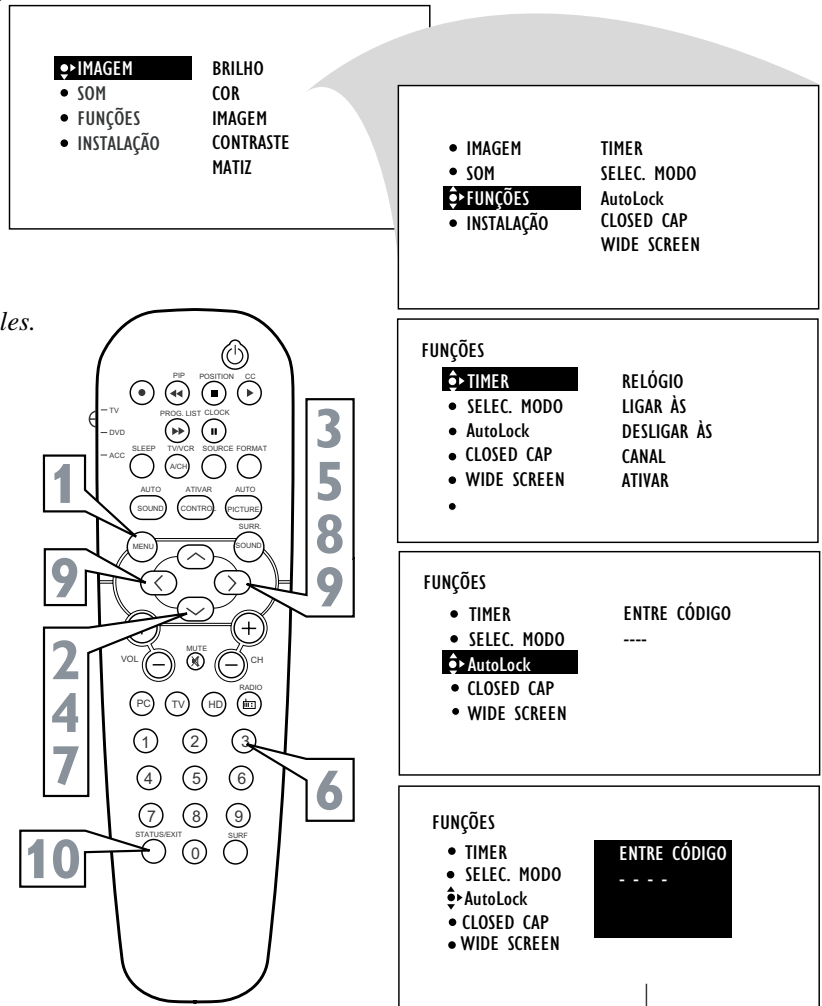 IMAGEM BRILHO
SOM COR
FUNÇÕES IMAGEM
INSTALAÇÃO CONTRASTE
MATIZ
IMAGEM TIMER
SOM SELEC. MODO
FUNÇÕES AutoLock
INSTALAÇÃO CLOSED CAP
WIDE SCREEN
les.
FUNÇÕES
TIMER RELÓGIO
SELEC. MODO LIGAR ÀS
AutoLock DESLIGAR ÀS
CLOSED CAP CANAL
WIDE SCREEN ATIVAR
FUNÇÕES
TIMER ENTRE CÓDIGO
SELEC. MODO ----
AutoLock
CLOSED CAP
WIDE SCREEN
FUNÇÕES
TIMER ENTRE CÓDIGO
SELEC. MODO - - - -
AutoLock
CLOSED CAP
WIDE SCREEN
PIP POSITION CC
TV
PROG. LIST CLOCK
DVD
ACC
SLEEP TV/VCR SOURCE FORMAT
A/CH
AUTO ATIVAR AUTO
SOUND CONTROL PICTURE
SURR.
MENU SOUND
VOL MUTE CH
RADIO
PC TV HD
1 2 3
4 5 6
7 8 9
STATUS/EXIT SURF
0
1
9
2
4
7
10
3
5
8
9
6